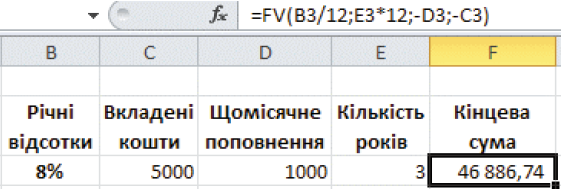 fx =FV(B3/12;E3*12;-D3;-C3)
B C D E F
Річні Вкладені Щомісячне Кількість Кінцева
відсотки кошти поповнення років сума
8% 5000 1000 3 46 886,74